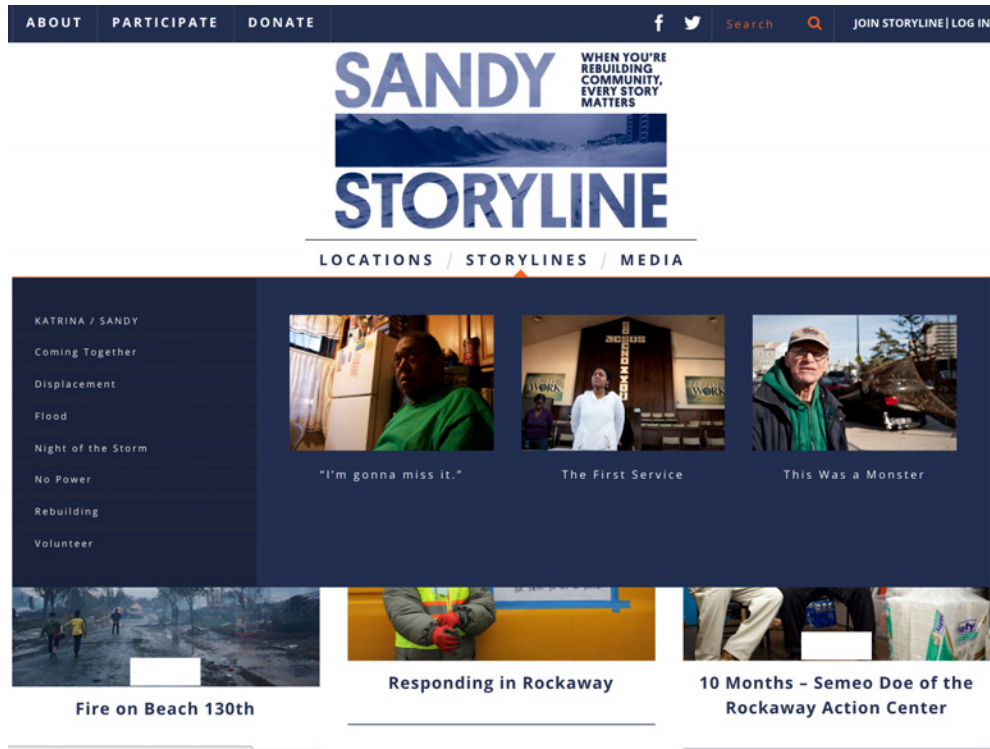 ABOUT PARTICIPATE DONATE Search JOIN STORYLINE | LOG IN
SANDY
WHEN YOU'RE
REBUILDING
COMMUNITY,
EVERY STORY
MATTERS
STORYLINE
LOCATIONS / STORYLINES / MEDIA
KATRINA / SANDY
Coming Together
Displacement
Flood
Night of the Storm
No Power
Rebuilding
Volunteer
JESUS
WORK
WORK
"I'm gonna miss it."
The First Service
This Was a Monster
Fire on Beach 130th
Responding in Rockaway
10 Months – Semeo Doe of the
Rockaway Action Center